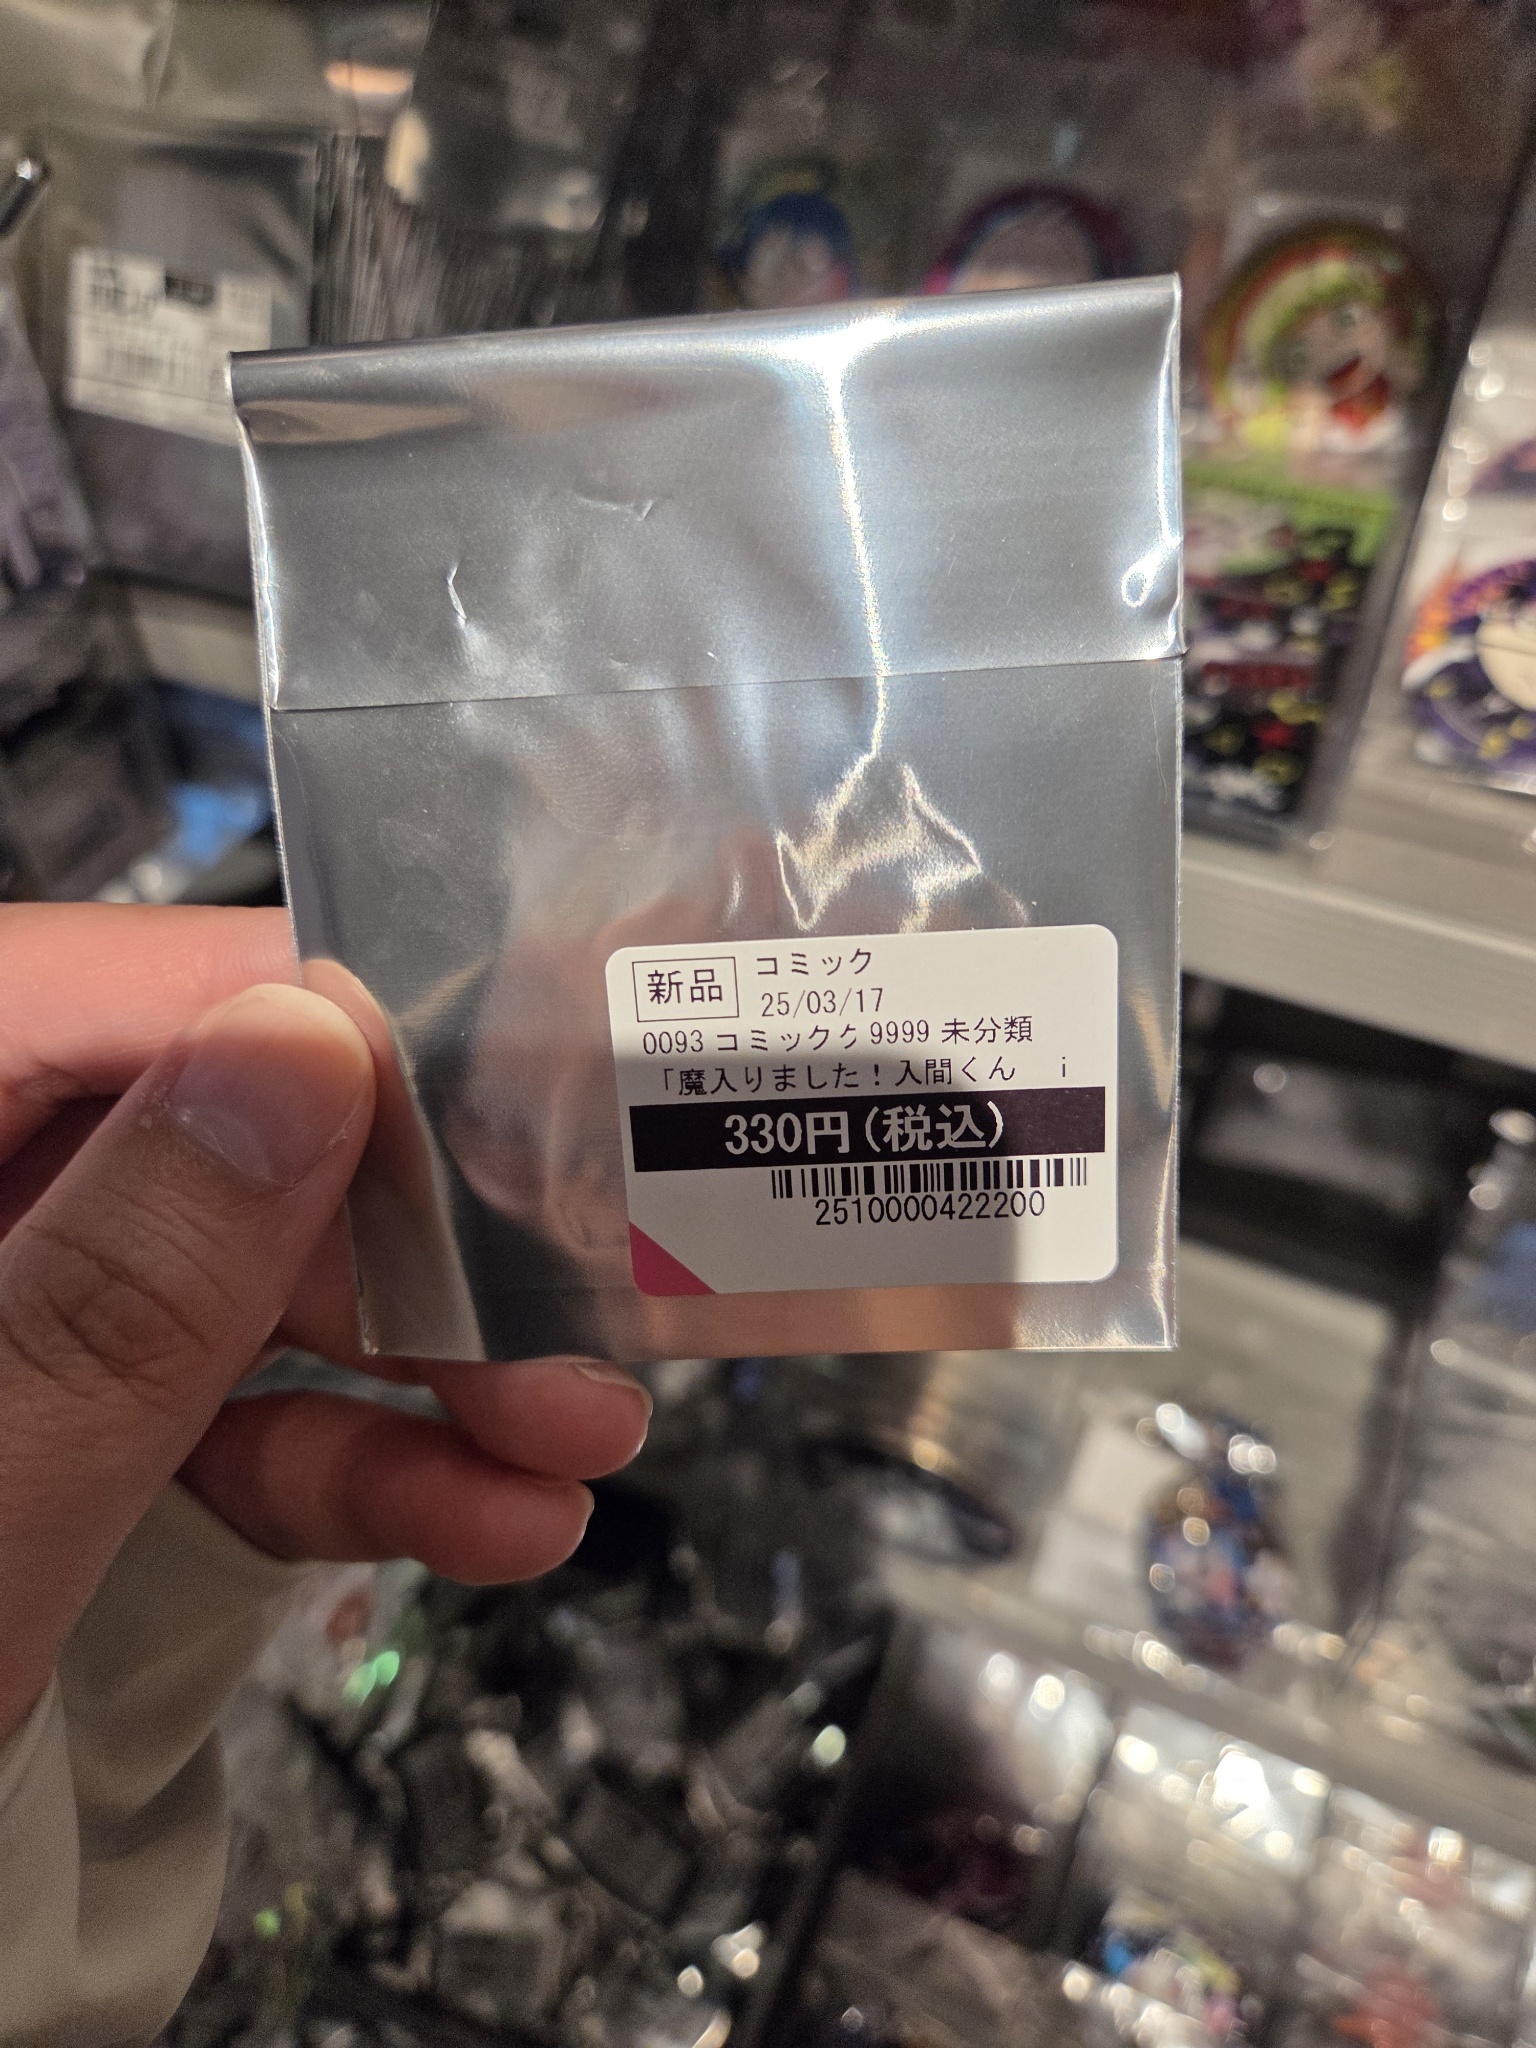 新品 コミック
25/03/17
0093 コミックク 9999 未分類
「魔入りました！入間くん i
330円(税込)
2510000422200